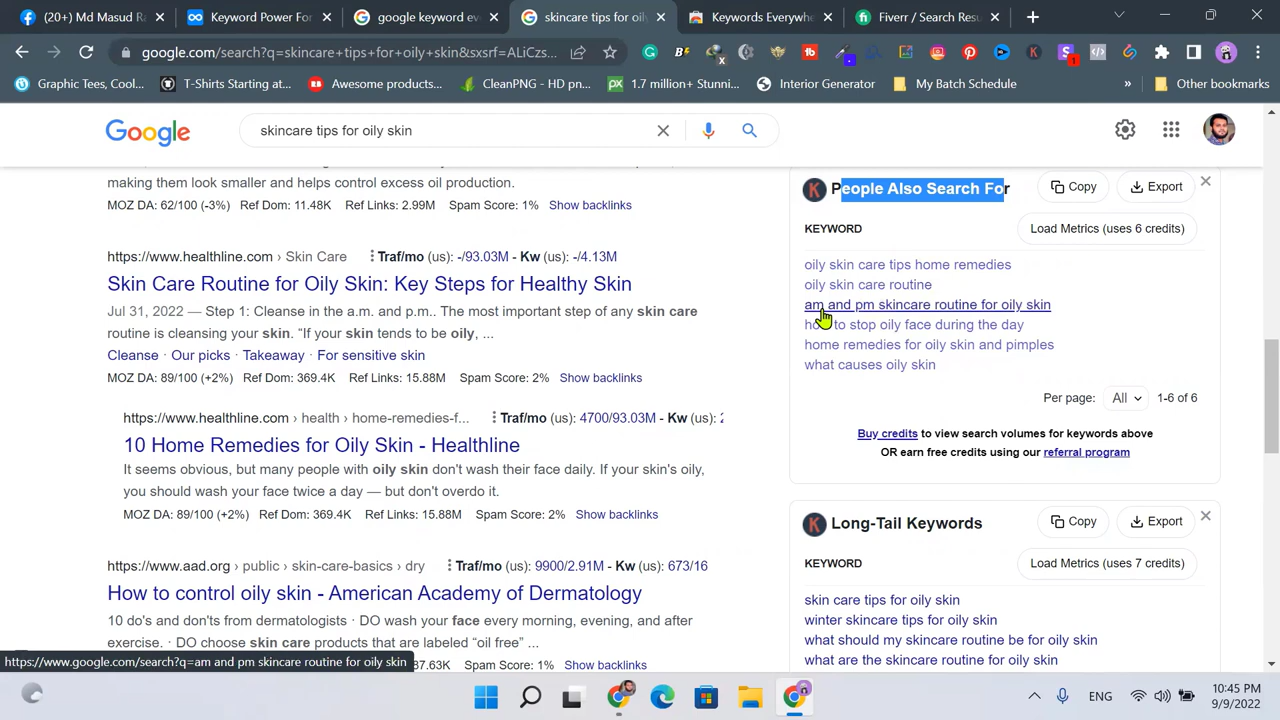 (20+) Md Masud Ra
Keyword Power For
google keyword ev
skincare tips for oily
Keywords Everywhe
Fiverr / Search Resu
google.com/search?q=skincare+tips+for+oily+skin&sxsrf=ALiCzs...
Graphic Tees, Cool...
T-Shirts Starting at...
Awesome products...
CleanPNG - HD pn...
1.7 million+ Stunni...
Interior Generator
My Batch Schedule
»
Other bookmarks
Google
skincare tips for oily skin
making them look smaller and helps control excess oil production.
MOZ DA: 62/100 (-3%) Ref Dom: 11.48K Ref Links: 2.99M Spam Score: 1% Show backlinks
https://www.healthline.com › Skin Care Traf/mo (us): -/93.03M - Kw (us): -/4.13M
Skin Care Routine for Oily Skin: Key Steps for Healthy Skin
Jul 31, 2022 — Step 1: Cleanse in the a.m. and p.m.. The most important step of any skin care
routine is cleansing your skin. “If your skin tends to be oily, ...
Cleanse · Our picks · Takeaway · For sensitive skin
MOZ DA: 89/100 (+2%) Ref Dom: 369.4K Ref Links: 15.88M Spam Score: 2% Show backlinks
https://www.healthline.com › health › home-remedies-f... Traf/mo (us): 4700/93.03M - Kw (us):
10 Home Remedies for Oily Skin - Healthline
It seems obvious, but many people with oily skin don't wash their face daily. If your skin's oily,
you should wash your face twice a day — but don't overdo it.
MOZ DA: 89/100 (+2%) Ref Dom: 369.4K Ref Links: 15.88M Spam Score: 2% Show backlinks
https://www.aad.org › public › skin-care-basics › dry Traf/mo (us): 9900/2.91M - Kw (us): 673/16
How to control oily skin - American Academy of Dermatology
10 do's and don'ts from dermatologists · DO wash your face every morning, evening, and after
exercise. · DO choose skin care products that are labeled “oil free” ...
37.63K Spam Score: 1% Show backlinks
https://www.google.com/search?q=am and pm skincare routine for oily skin
People Also Search For
Copy
Export
KEYWORD
Load Metrics (uses 6 credits)
oily skin care tips home remedies
oily skin care routine
am and pm skincare routine for oily skin
how to stop oily face during the day
home remedies for oily skin and pimples
what causes oily skin
Per page: All 1-6 of 6
Buy credits to view search volumes for keywords above
OR earn free credits using our referral program
Long-Tail Keywords
Copy
Export
KEYWORD
Load Metrics (uses 7 credits)
skin care tips for oily skin
winter skincare tips for oily skin
what should my skincare routine be for oily skin
what are the skincare routine for oily skin
ENG
10:45 PM
9/9/2022